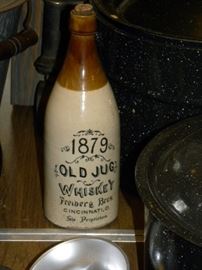 1879
OLD JUG
WHISKEY
Freiberg Bros.
CINCINNATI, O.
Sole Proprietors